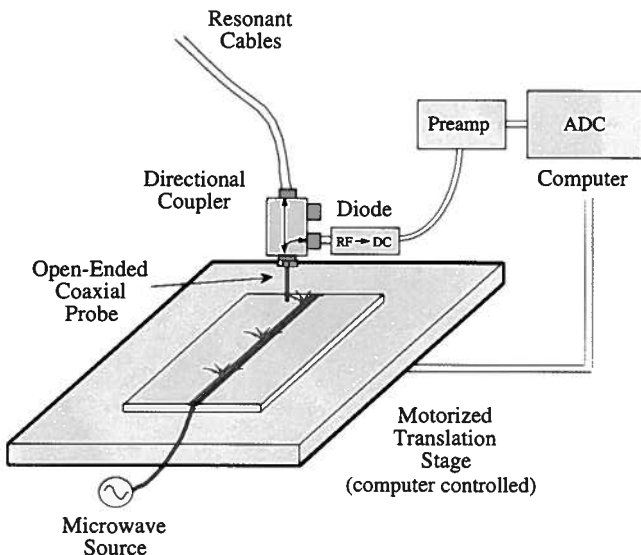 Resonant
Cables
Preamp
ADC
Computer
Directional
Coupler
Diode
RF → DC
Open-Ended
Coaxial
Probe
Motorized
Translation
Stage
(computer controlled)
Microwave
Source